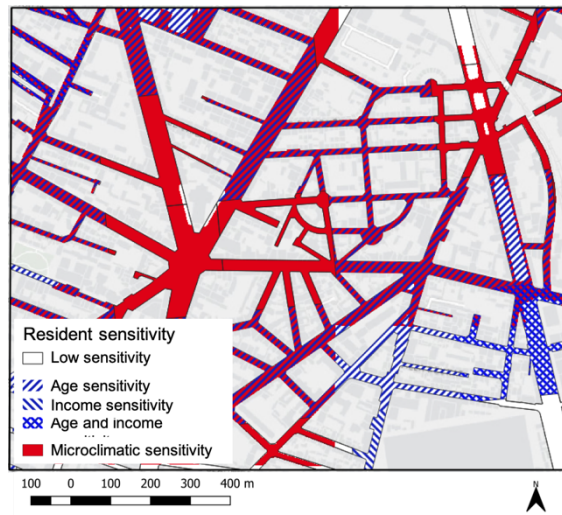 Resident sensitivity
Low sensitivity
Age sensitivity
Income sensitivity
Age and income
Microclimatic sensitivity
100 0 100 200 300 400 m
N